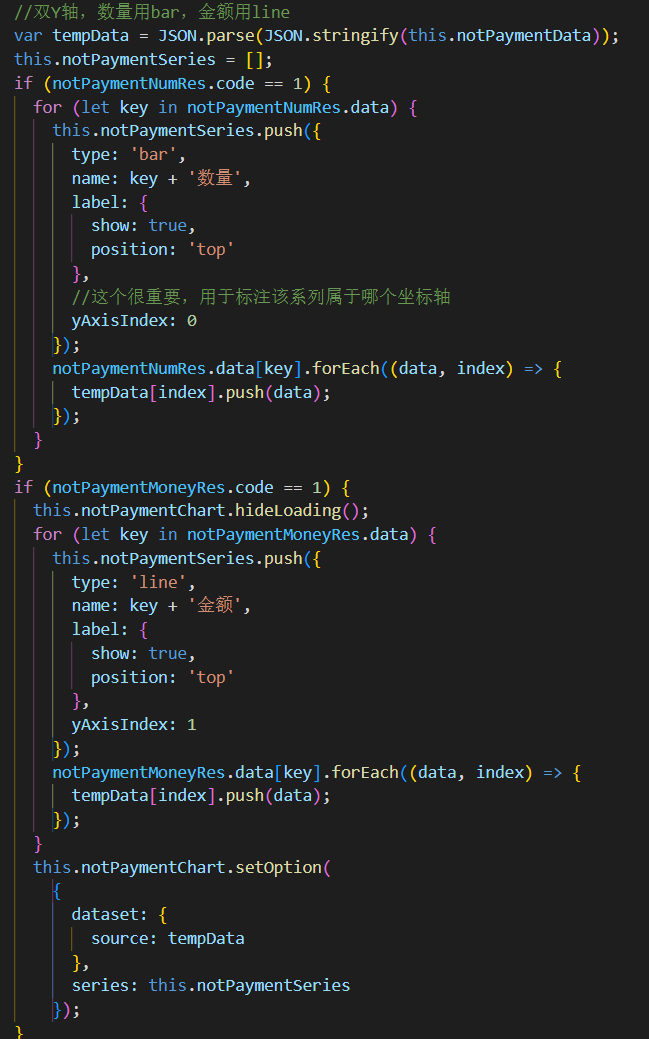 //双Y轴，数量用bar，金额用line
var tempData = JSON.parse(JSON.stringify(this.notPaymentData));
this.notPaymentSeries = [];
if (notPaymentNumRes.code == 1) {
  for (let key in notPaymentNumRes.data) {
    this.notPaymentSeries.push({
      type: 'bar',
      name: key + '数量',
      label: {
        show: true,
        position: 'top'
      },
      //这个很重要，用于标注该系列属于哪个坐标轴
      yAxisIndex: 0
    });
    notPaymentNumRes.data[key].forEach((data, index) => {
      tempData[index].push(data);
    });
  }
}
if (notPaymentMoneyRes.code == 1) {
  this.notPaymentChart.hideLoading();
  for (let key in notPaymentMoneyRes.data) {
    this.notPaymentSeries.push({
      type: 'line',
      name: key + '金额',
      label: {
        show: true,
        position: 'top'
      },
      yAxisIndex: 1
    });
    notPaymentMoneyRes.data[key].forEach((data, index) => {
      tempData[index].push(data);
    });
  }
  this.notPaymentChart.setOption(
    {
      dataset: {
        source: tempData
      },
      series: this.notPaymentSeries
    });
}